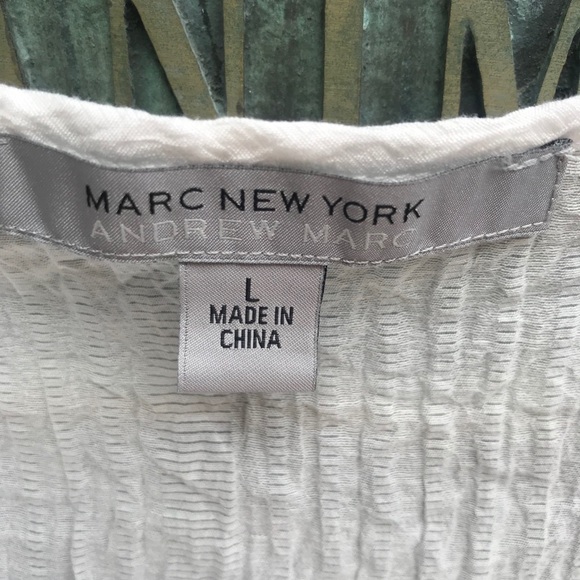 MARC NEW YORK
ANDREW MARC
L
MADE IN
CHINA